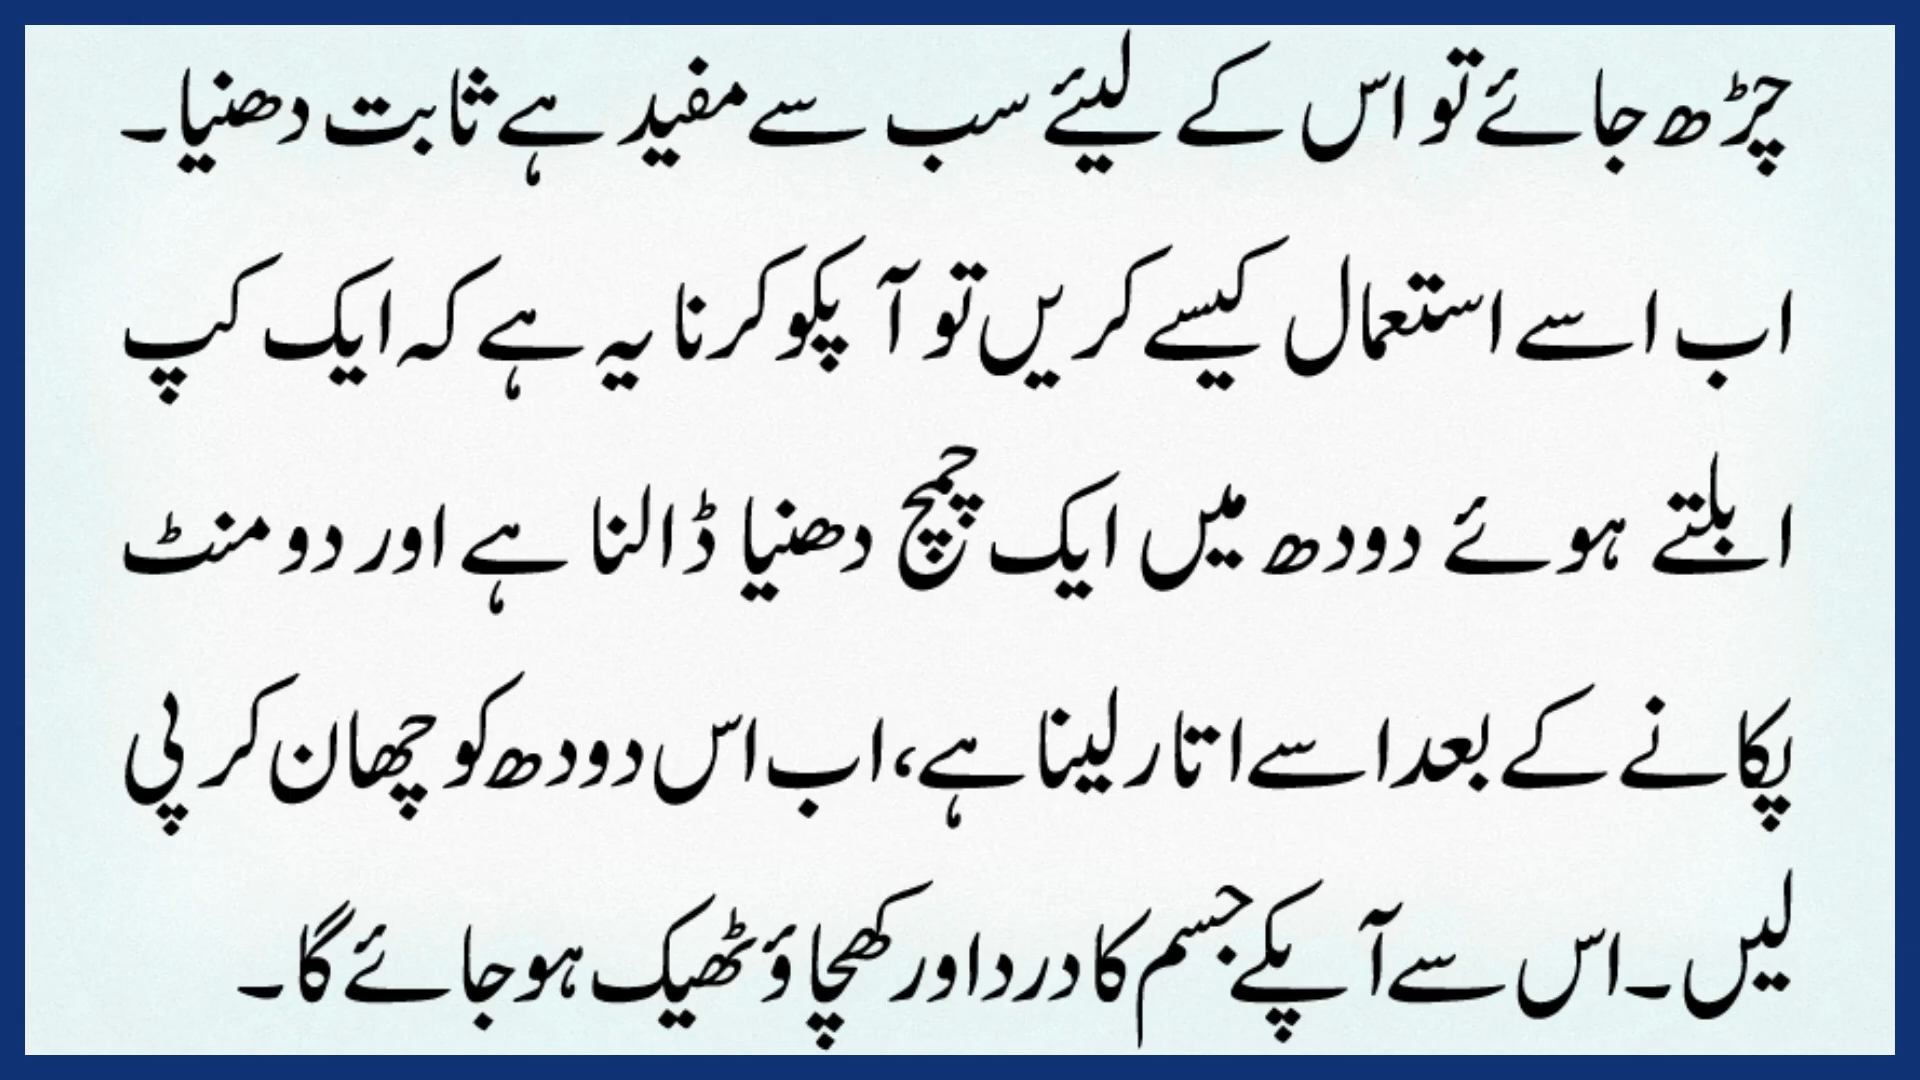 چڑھ جائے تو اس کے لیئے سب سے مفید ہے ثابت دھنیا۔
اب اسے استعمال کیسے کریں تو آپکو کرنا یہ ہے کہ ایک کپ
ابلتے ہوئے دودھ میں ایک چمچ دھنیا ڈالنا ہے اور دو منٹ
پکانے کے بعد اسے اتار لینا ہے، اب اس دودھ کو چھان کر پی
لیں۔ اس سے آپکے جسم کا درد اور کھچاؤ ٹھیک ہو جائے گا۔